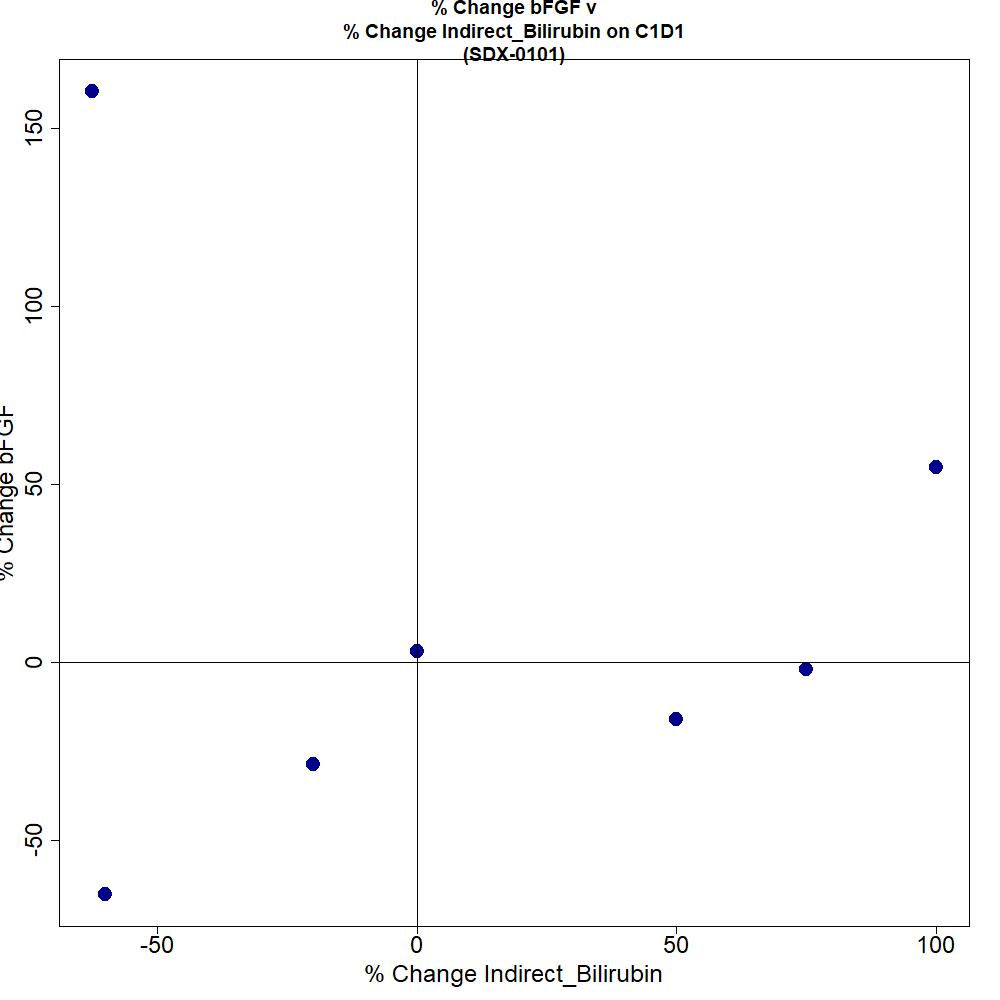 % Change bFGF v
% Change Indirect_Bilirubin on C1D1
(SDX-0101)
% Change bFGF
150
100
50
0
-50
-50
0
50
100
% Change Indirect_Bilirubin